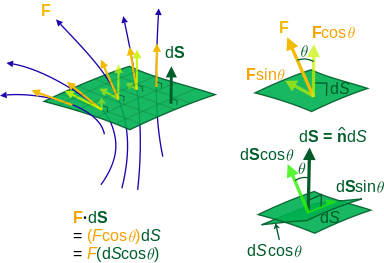 F
dS
F
Fcosθ
θ
Fsinθ
dS
dS = n̂dS
dScosθ
θ
dSsinθ
dS
dScosθ
F·dS
= (Fcosθ)dS
= F(dScosθ)